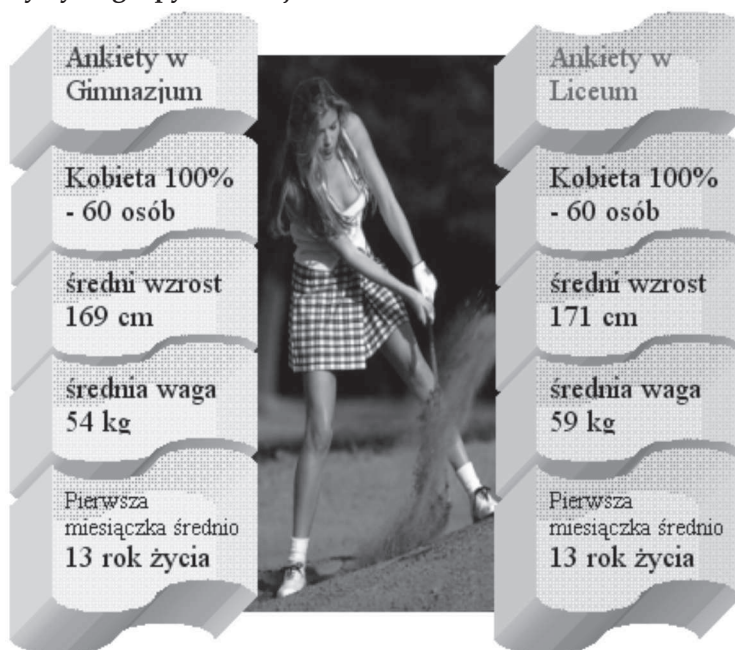 Ankiety w
Gimnazjum
Kobieta 100%
- 60 osób
średni wzrost
169 cm
średnia waga
54 kg
Pierwsza
miesiączka średnio
13 rok życia
Ankiety w
Liceum
Kobieta 100%
- 60 osób
średni wzrost
171 cm
średnia waga
59 kg
Pierwsza
miesiączka średnio
13 rok życia